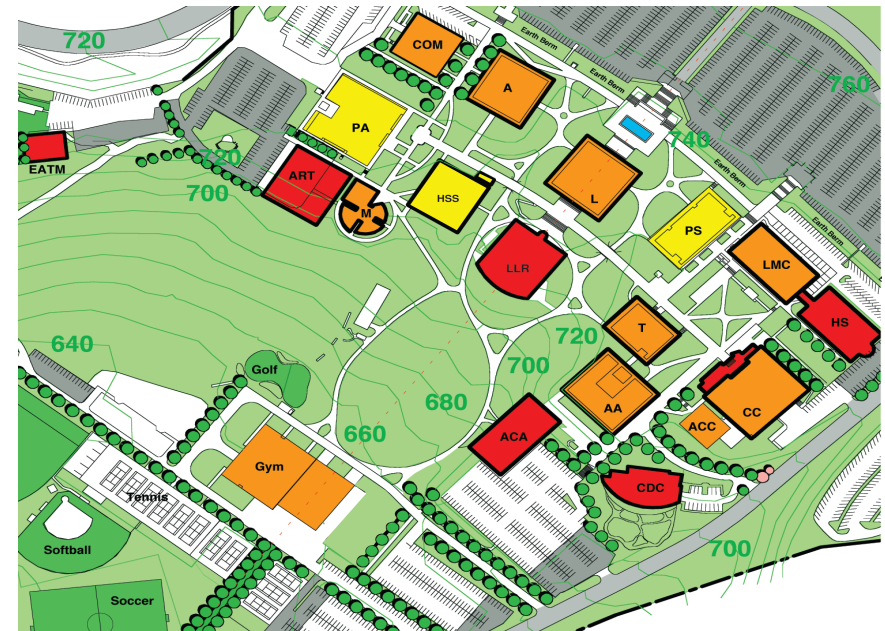 720
COM
Earth Berm
A
Earth Berm
760
PA
740
EATM
720
ART
700
M
HSS
L
Earth Berm
PS
Earth Berm
LLR
LMC
HS
T
720
640
Golf
700
680
AA
CC
ACC
660
ACA
Gym
CDC
Tennis
Softball
700
Soccer